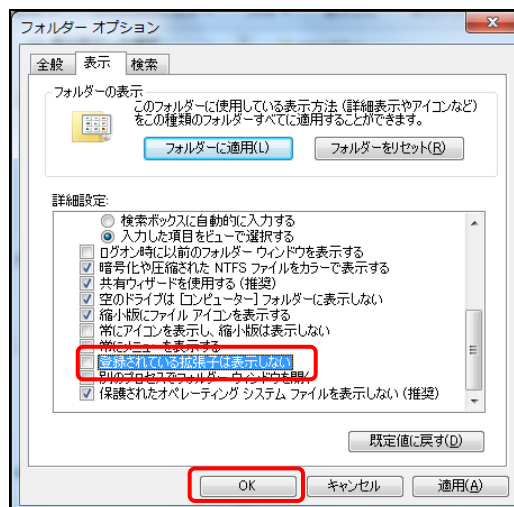 フォルダー オプション
全般 表示 検索
フォルダーの表示
このフォルダーに使用している表示方法 (詳細表示やアイコンなど)
をこの種類のフォルダーすべてに適用することができます。
フォルダーに適用(L) フォルダーをリセット(R)
詳細設定:
検索ボックスに自動的に入力する
入力した項目をビューで選択する
ログオン時に以前のフォルダー ウィンドウを表示する
暗号化や圧縮された NTFS ファイルをカラーで表示する
共有ウィザードを使用する (推奨)
空のドライブは [コンピューター] フォルダーに表示しない
縮小版にファイル アイコンを表示する
常にアイコンを表示し、縮小版は表示しない
常にメニューを表示する
登録されている拡張子は表示しない
別のプロセスでフォルダー ウィンドウを開く
保護されたオペレーティング システム ファイルを表示しない (推奨)
既定値に戻す(D)
OK キャンセル 適用(A)